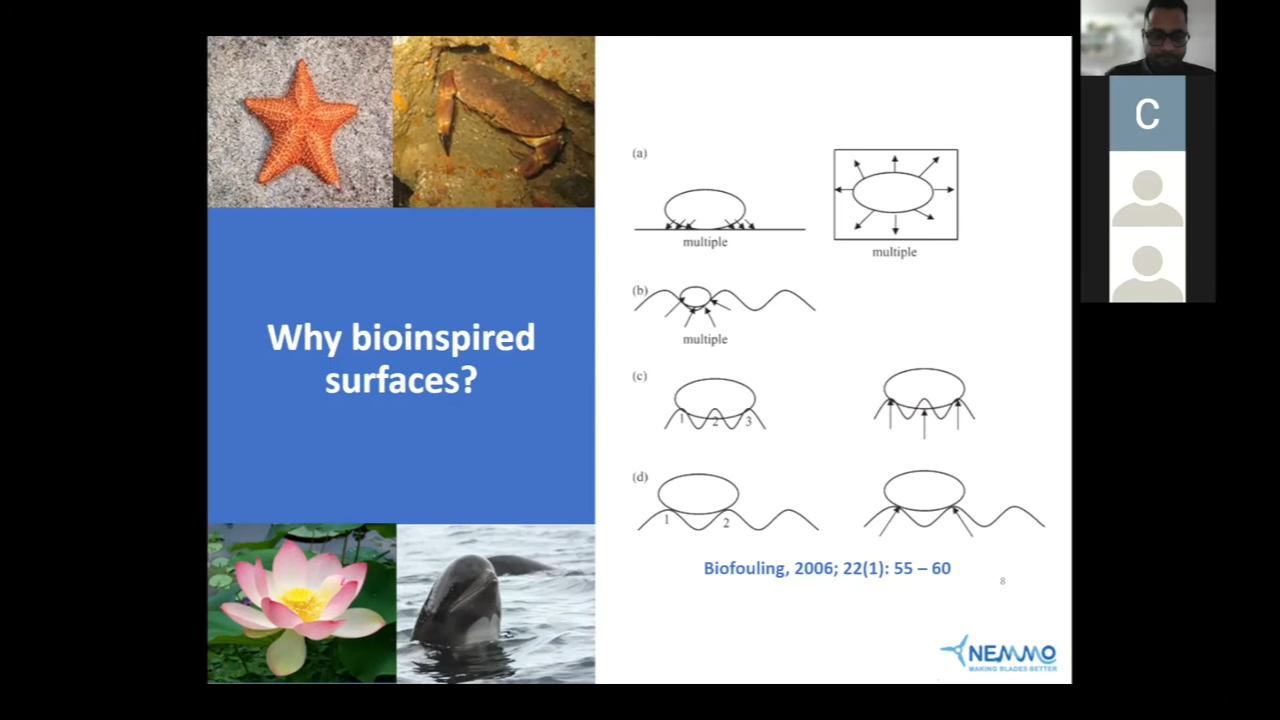 Why bioinspired
surfaces?
(a)
multiple
multiple
(b)
multiple
(c)
1 2 3
(d)
1 2
Biofouling, 2006; 22(1): 55 – 60
8
NEMMO
MAKING BLADES BETTER
C